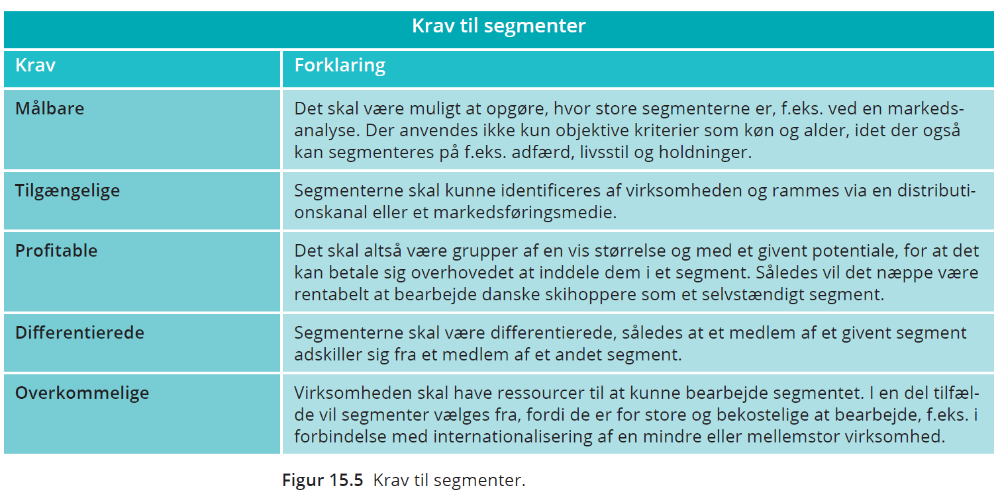 Krav til segmenter
Krav
Forklaring
Målbare
Det skal være muligt at opgøre, hvor store segmenterne er, f.eks. ved en markeds-
analyse. Der anvendes ikke kun objektive kriterier som køn og alder, idet der også
kan segmenteres på f.eks. adfærd, livsstil og holdninger.
Tilgængelige
Segmenterne skal kunne identificeres af virksomheden og rammes via en distributi-
onskanal eller et markedsføringsmedie.
Profitable
Det skal altså være grupper af en vis størrelse og med et givent potentiale, for at det
kan betale sig overhovedet at inddele dem i et segment. Således vil det næppe være
rentabelt at bearbejde danske skihoppere som et selvstændigt segment.
Differentierede
Segmenterne skal være differentierede, således at et medlem af et givent segment
adskiller sig fra et medlem af et andet segment.
Overkommelige
Virksomheden skal have ressourcer til at kunne bearbejde segmentet. I en del tilfæl-
de vil segmenter vælges fra, fordi de er for store og bekostelige at bearbejde, f.eks. i
forbindelse med internationalisering af en mindre eller mellemstor virksomhed.
Figur 15.5 Krav til segmenter.